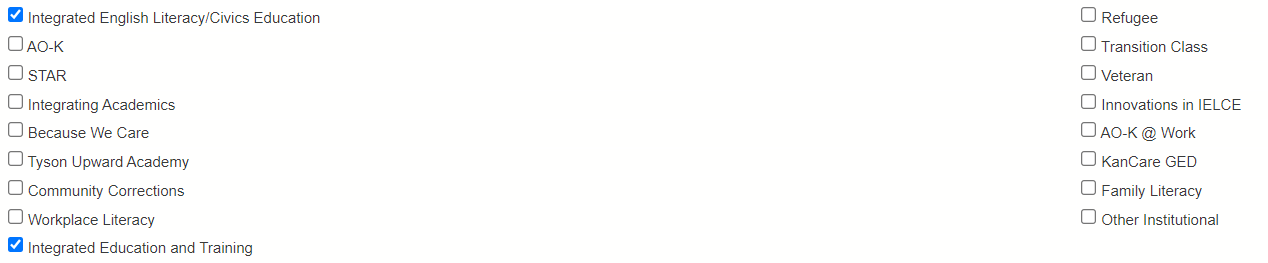 Integrated English Literacy/Civics Education
AO-K
STAR
Integrating Academics
Because We Care
Tyson Upward Academy
Community Corrections
Workplace Literacy
Integrated Education and Training
Refugee
Transition Class
Veteran
Innovations in IELCE
AO-K @ Work
KanCare GED
Family Literacy
Other Institutional